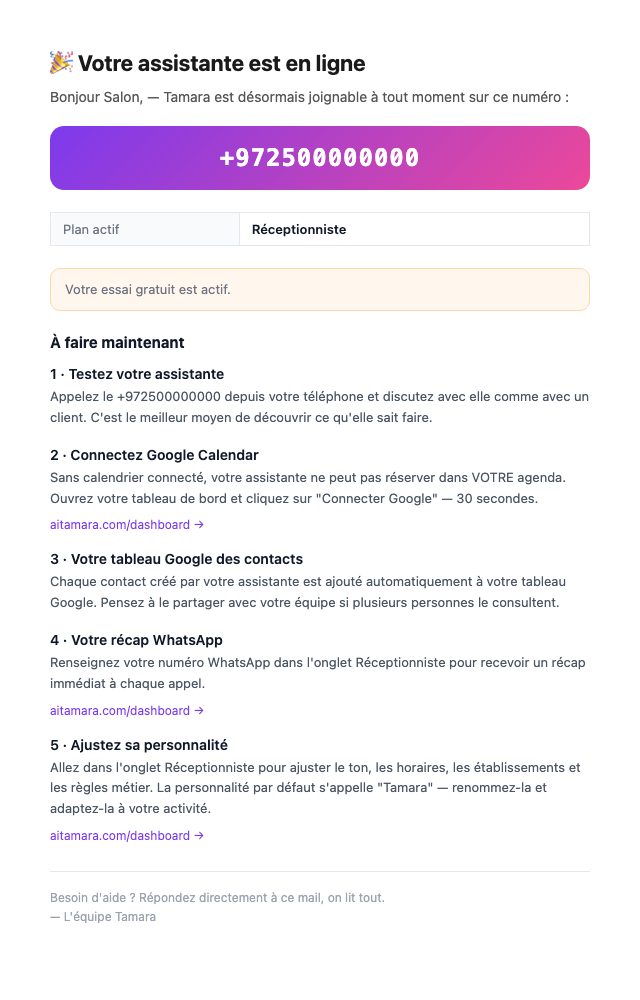 🎉 Votre assistante est en ligne
Bonjour Salon, — Tamara est désormais joignable à tout moment sur ce numéro :
+972500000000
Plan actif
Réceptionniste
Votre essai gratuit est actif.
À faire maintenant
1 · Testez votre assistante
Appelez le +972500000000 depuis votre téléphone et discutez avec elle comme avec un
client. C'est le meilleur moyen de découvrir ce qu'elle sait faire.
2 · Connectez Google Calendar
Sans calendrier connecté, votre assistante ne peut pas réserver dans VOTRE agenda.
Ouvrez votre tableau de bord et cliquez sur "Connecter Google" — 30 secondes.
aitamara.com/dashboard →
3 · Votre tableau Google des contacts
Chaque contact créé par votre assistante est ajouté automatiquement à votre tableau
Google. Pensez à le partager avec votre équipe si plusieurs personnes le consultent.
4 · Votre récap WhatsApp
Renseignez votre numéro WhatsApp dans l'onglet Réceptionniste pour recevoir un récap
immédiat à chaque appel.
aitamara.com/dashboard →
5 · Ajustez sa personnalité
Allez dans l'onglet Réceptionniste pour ajuster le ton, les horaires, les établissements et
les règles métier. La personnalité par défaut s'appelle "Tamara" — renommez-la et
adaptez-la à votre activité.
aitamara.com/dashboard →
Besoin d'aide ? Répondez directement à ce mail, on lit tout.
— L'équipe Tamara